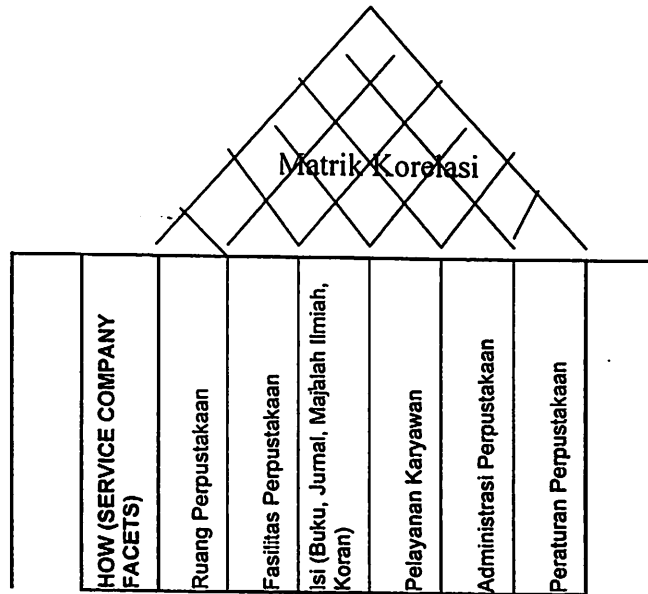 Matrik Korelasi
HOW (SERVICE COMPANY
FACETS)
Ruang Perpustakaan
Fasilitas Perpustakaan
Isi (Buku, Jurnal, Majalah Ilmiah,
Koran)
Pelayanan Karyawan
Administrasi Perpustakaan
Peraturan Perpustakaan